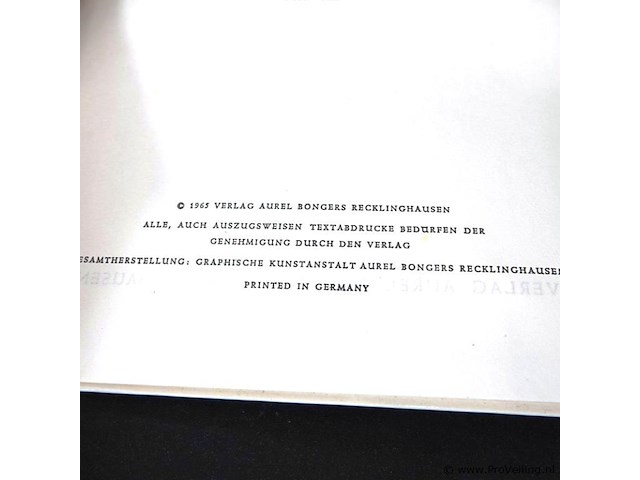 © 1965 VERLAG AUREL BONGERS RECKLINGHAUSEN
ALLE, AUCH AUSZUGSWEISEN TEXTABDRUCKE BEDÜRFEN DER
GENEHMIGUNG DURCH DEN VERLAG
ESAMTHERSTELLUNG: GRAPHISCHE KUNSTANSTALT AUREL BONGERS RECKLINGHAUSEN
PRINTED IN GERMANY
© www.ProVeiling.nl